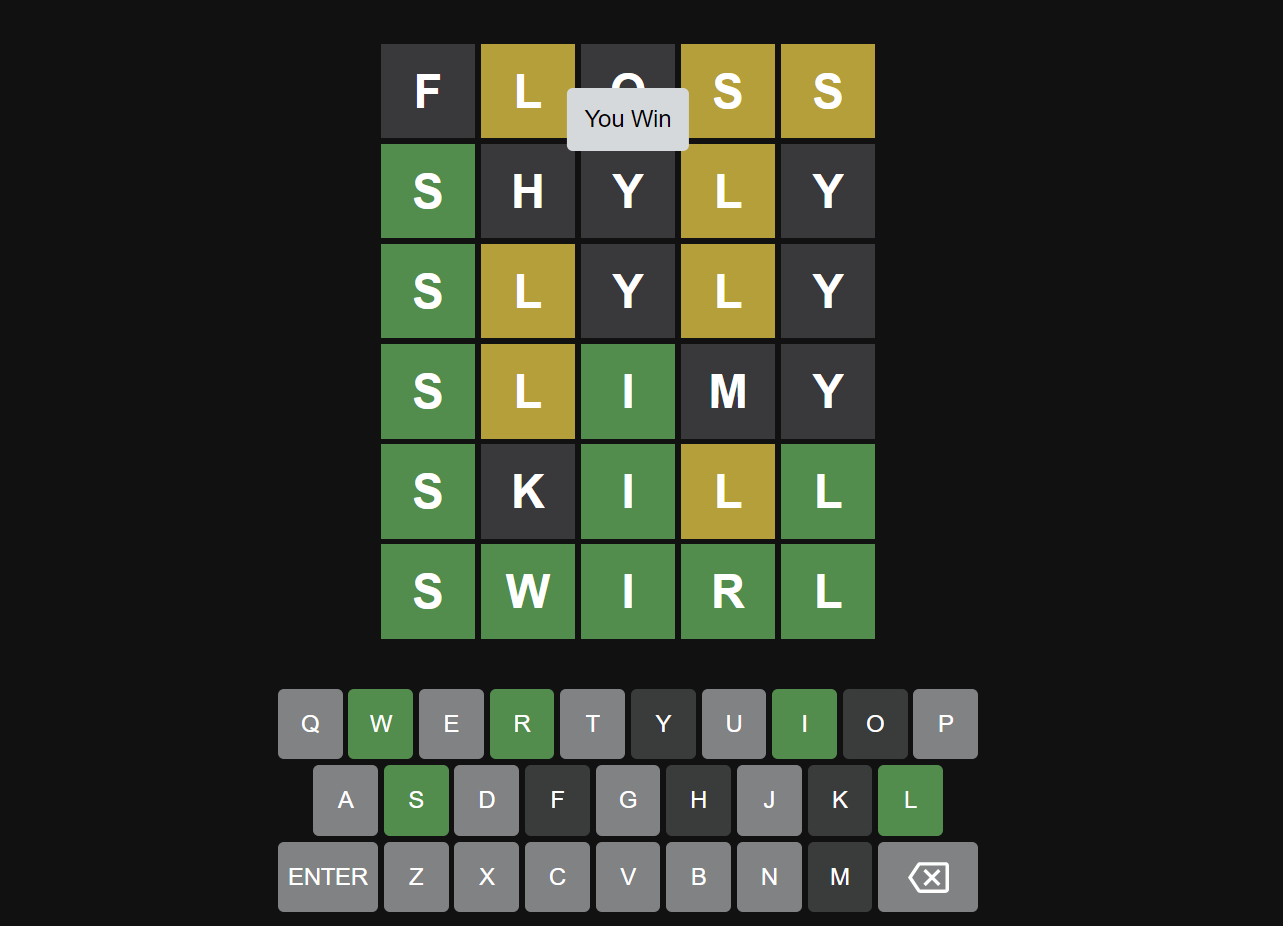 F L O S S
You Win
S H Y L Y
S L Y L Y
S L I M Y
S K I L L
S W I R L
Q W E R T Y U I O P
A S D F G H J K L
ENTER Z X C V B N M